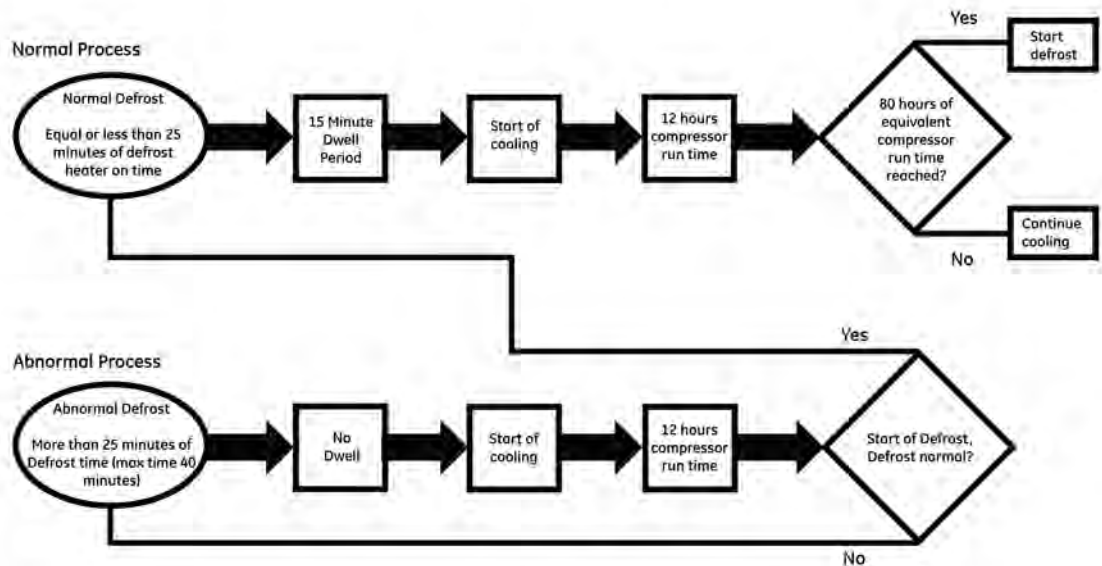 Normal Process
Normal Defrost
Equal or less than 25
minutes of defrost
heater on time
15 Minute
Dwell
Period
Start of
cooling
12 hours
compressor
run time
80 hours of
equivalent
compressor
run time
reached?
Yes
Start
defrost
No
Continue
cooling
Abnormal Process
Abnormal Defrost
More than 25 minutes of
Defrost time (max time 40
minutes)
No
Dwell
Start of
cooling
12 hours
compressor
run time
Start of Defrost,
Defrost normal?
Yes
No